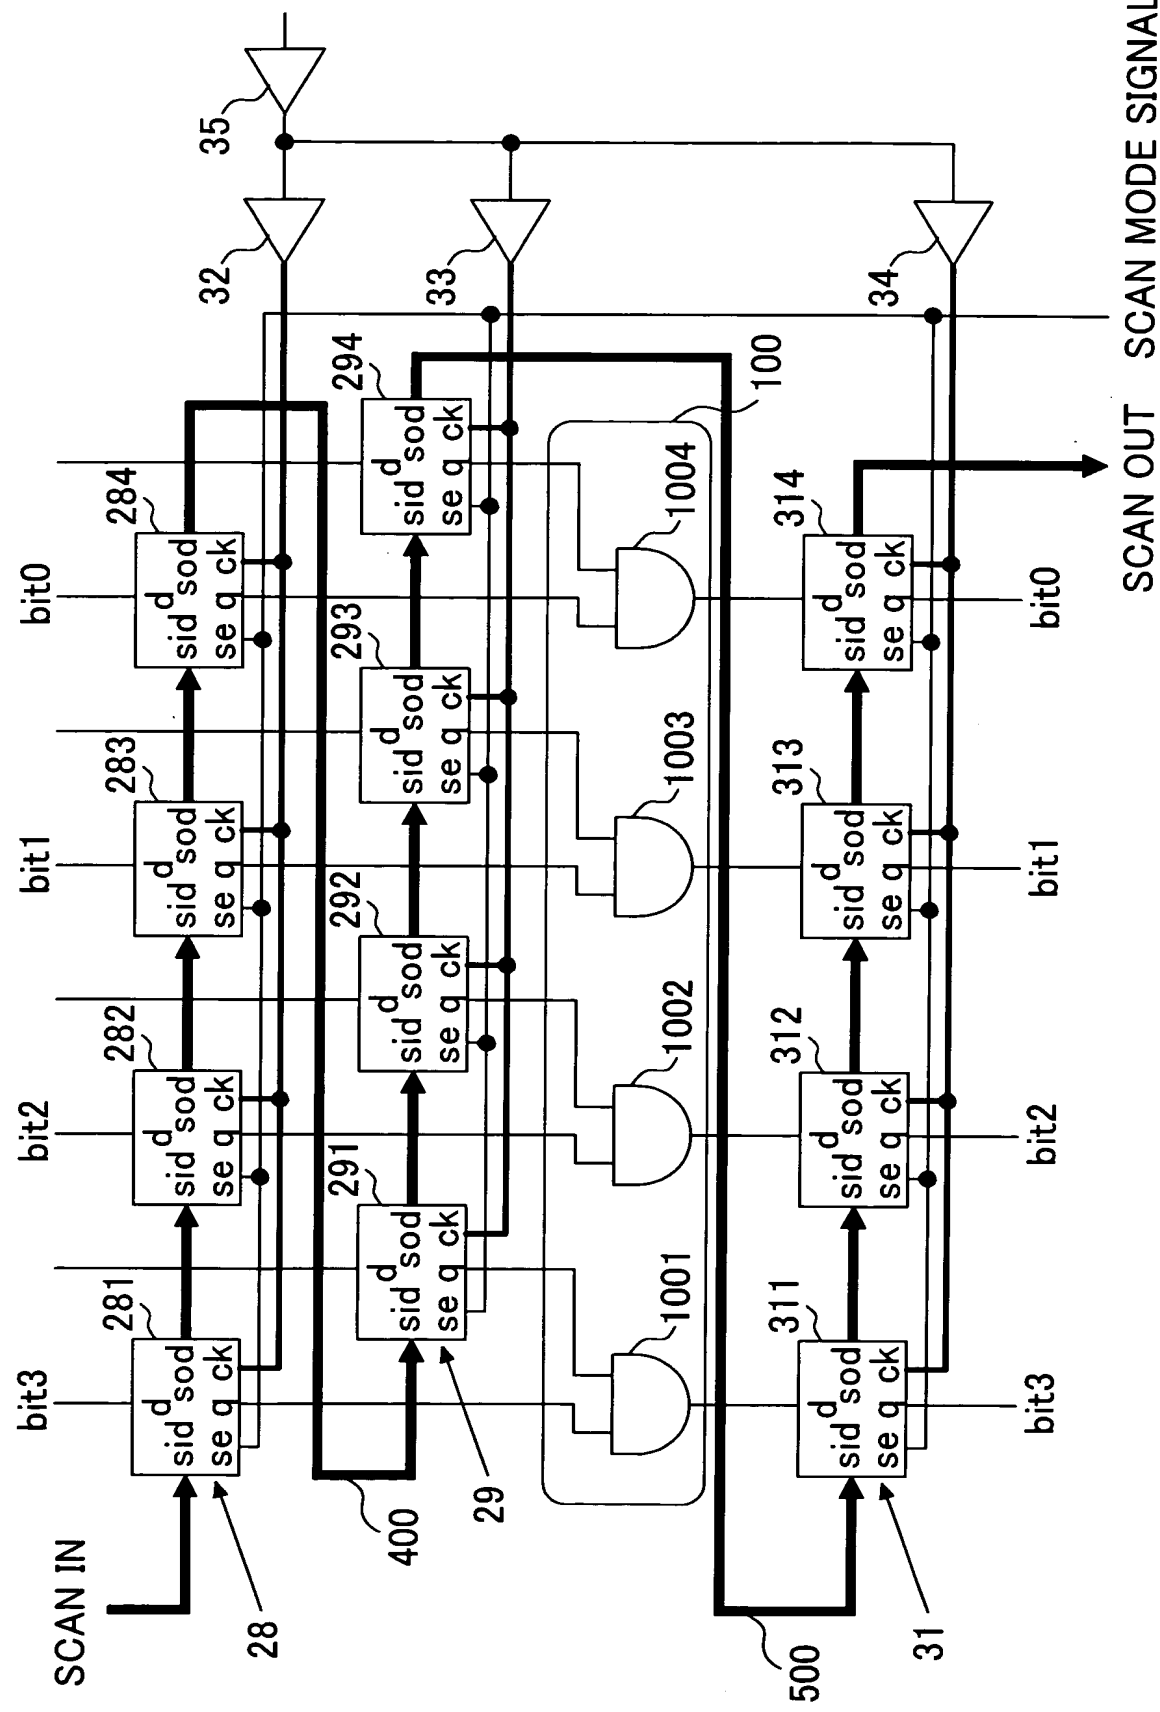 SCAN IN
bit3
bit2
bit1
bit0
28
281
282
283
284
sid d sod
se q ck
sid d sod
se q ck
sid d sod
se q ck
sid d sod
se q ck
32
35
400
29
291
292
293
294
sid d sod
se q ck
sid d sod
se q ck
sid d sod
se q ck
sid d sod
se q ck
33
1001
1002
1003
1004
100
500
31
311
312
313
314
sid d sod
se q ck
sid d sod
se q ck
sid d sod
se q ck
sid d sod
se q ck
34
bit3
bit2
bit1
bit0
SCAN OUT
SCAN MODE SIGNAL